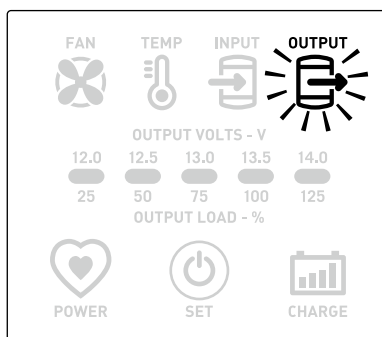 FAN TEMP INPUT OUTPUT
OUTPUT VOLTS - V
12.0 12.5 13.0 13.5 14.0
25 50 75 100 125
OUTPUT LOAD - %
POWER SET CHARGE